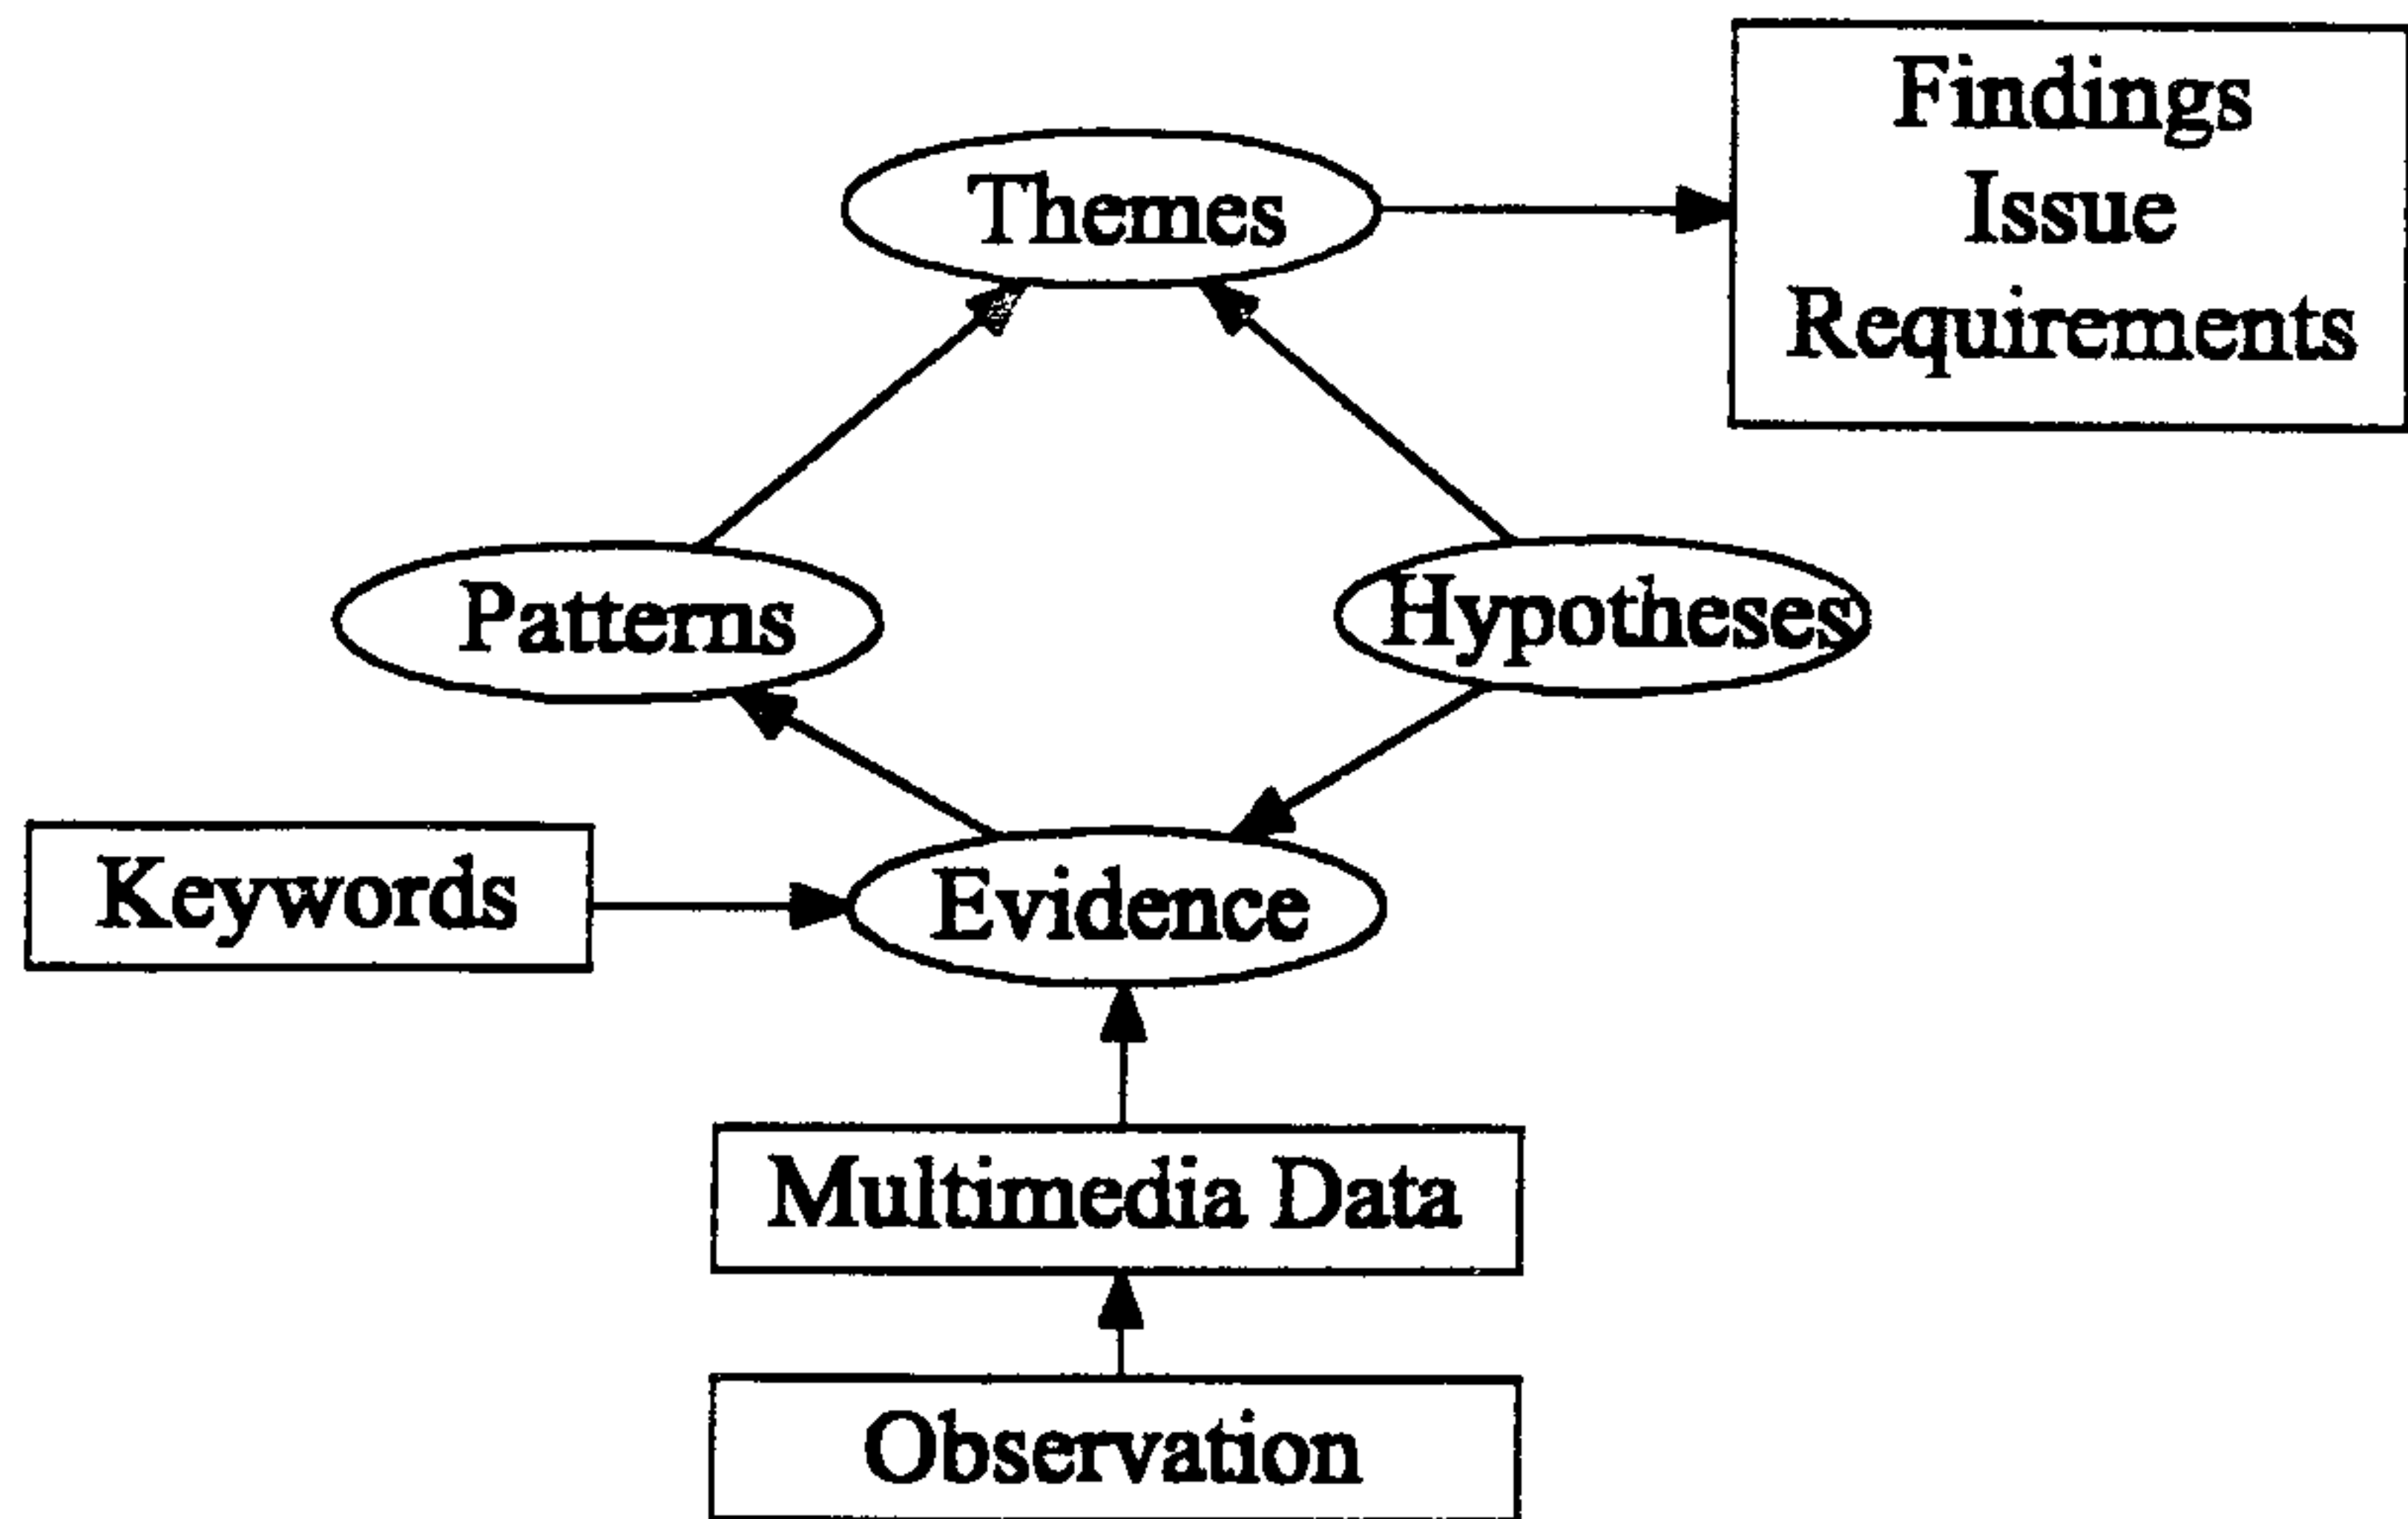 Findings
Issue
Requirements
Themes
Patterns
Hypotheses
Keywords
Evidence
Multimedia Data
Observation